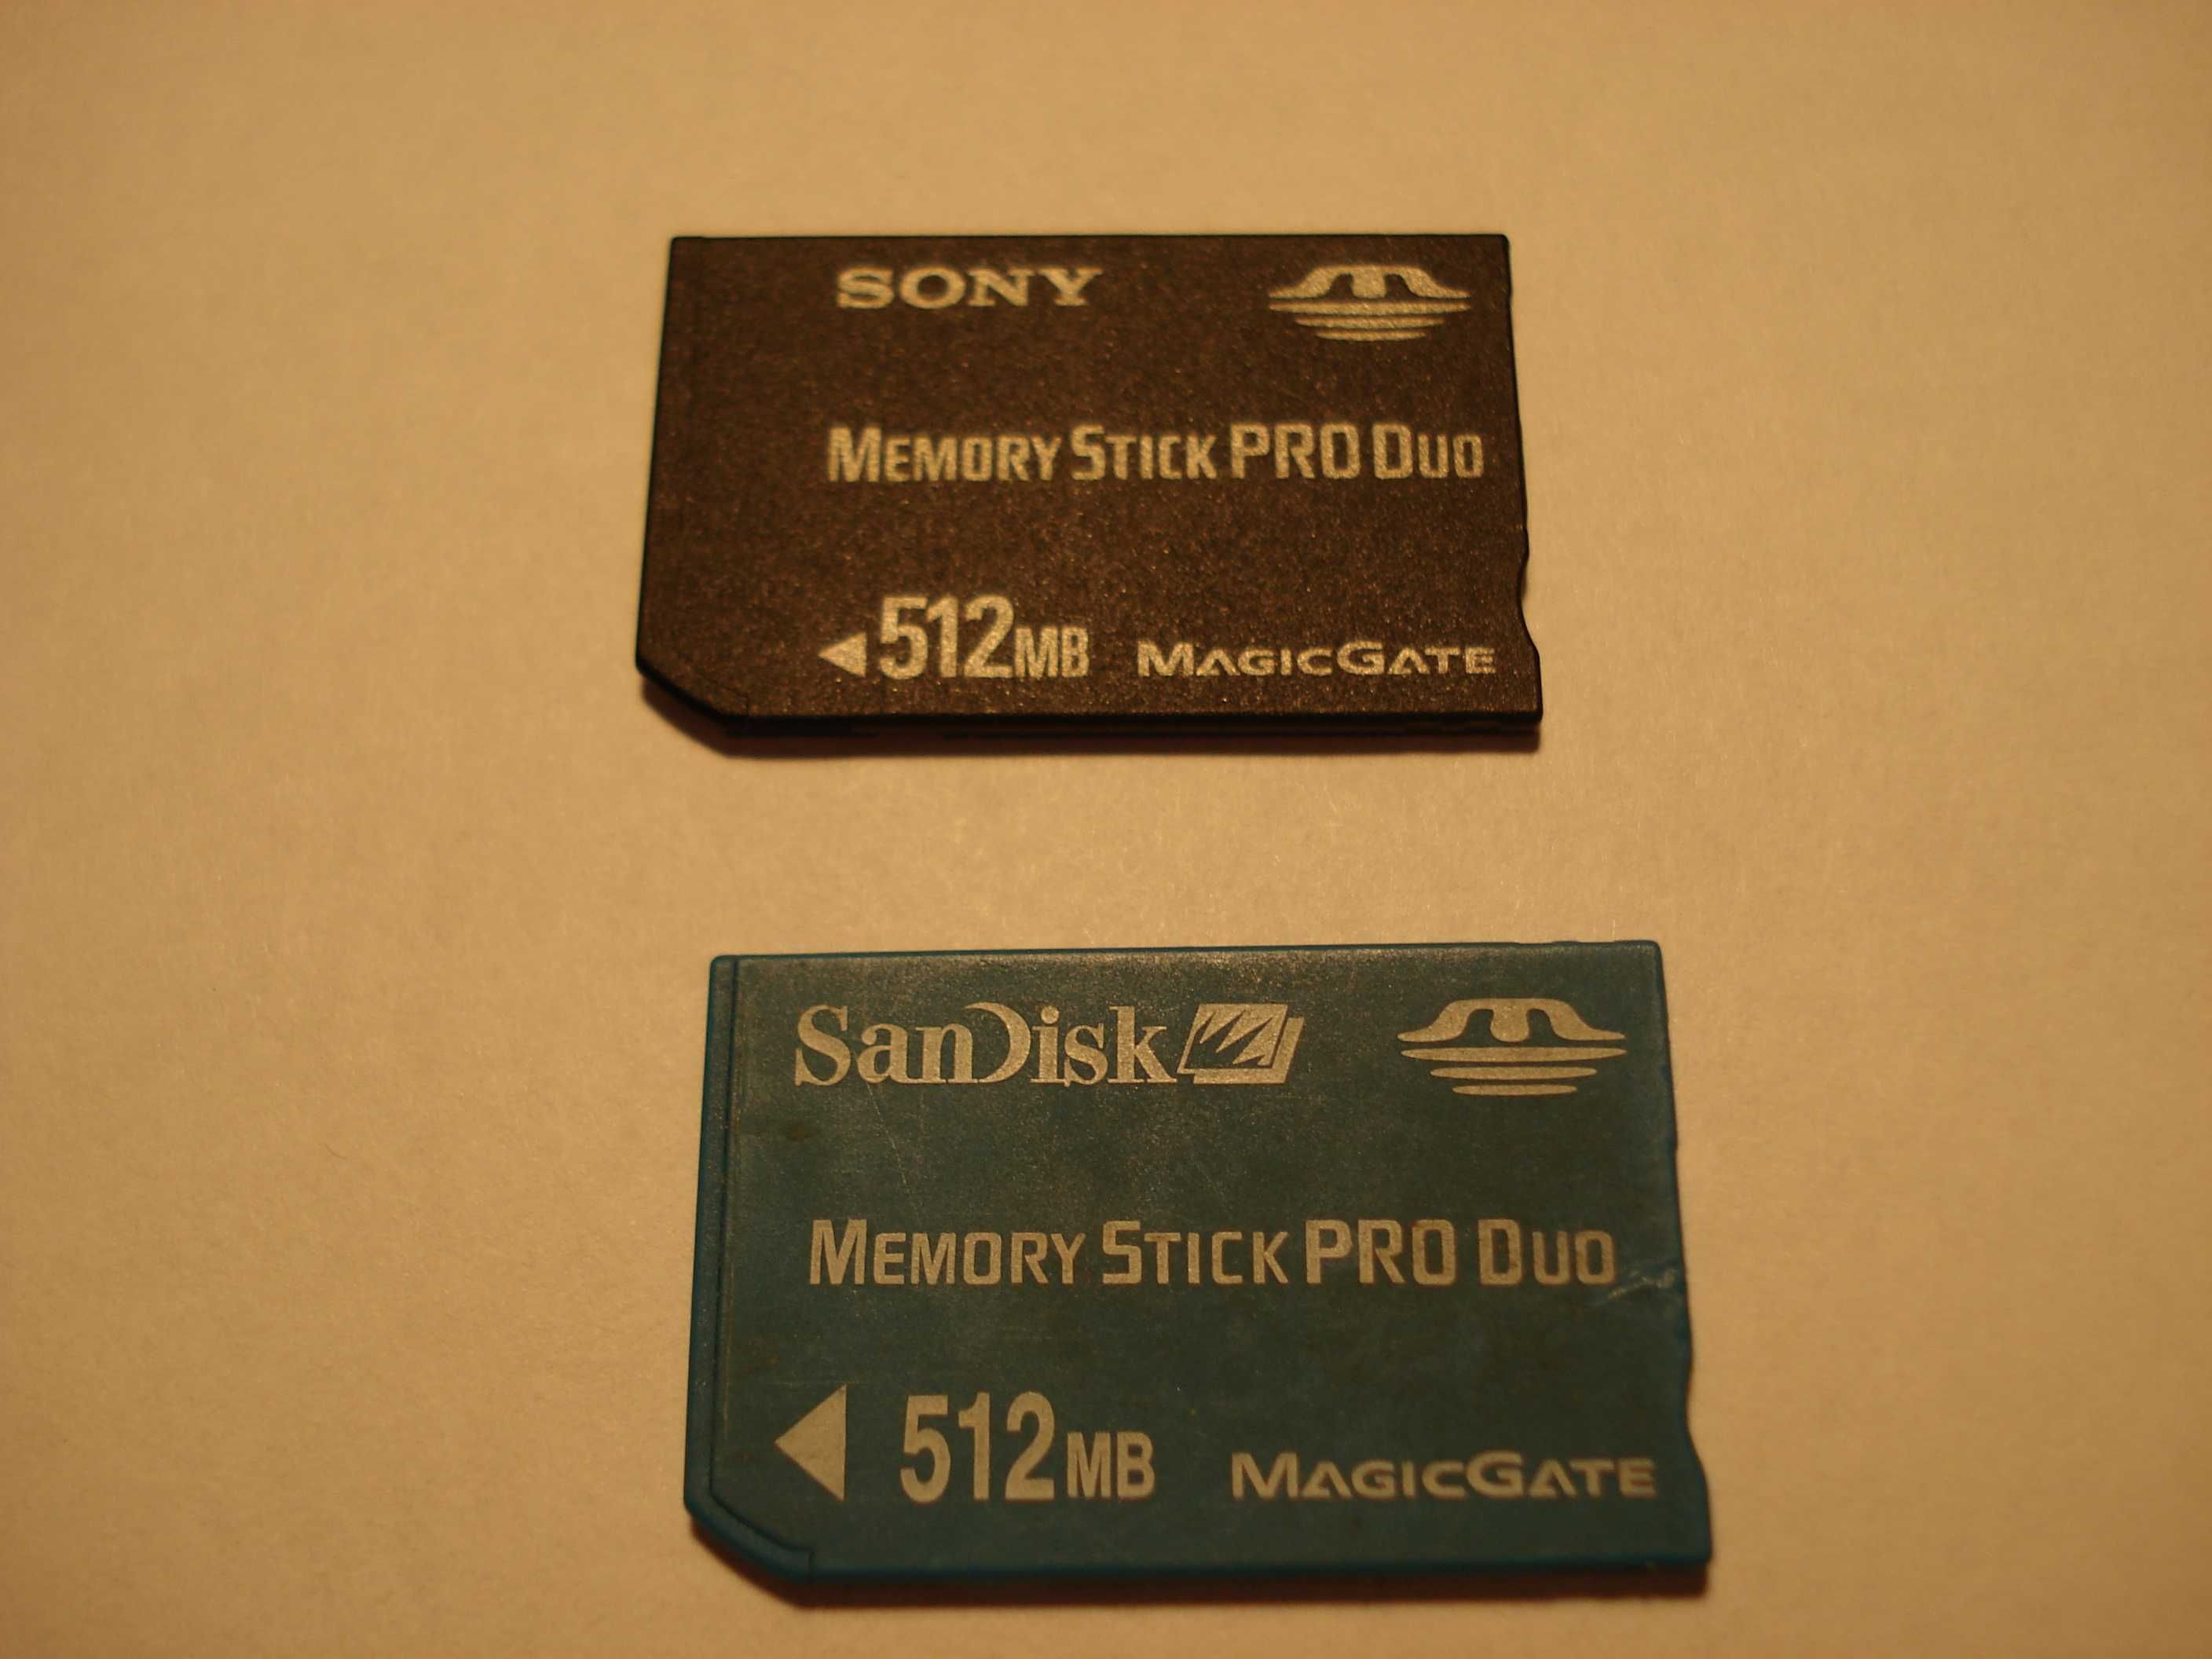 SONY
MEMORY STICK PRO DUO
512MB MAGICGATE
SanDisk
MEMORY STICK PRO DUO
512MB MAGICGATE